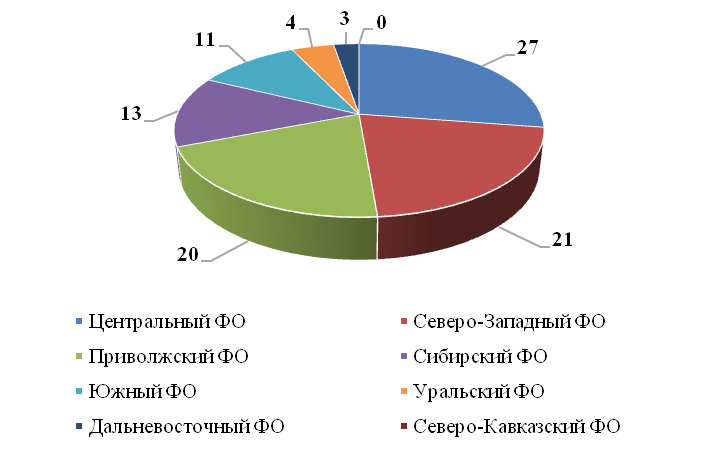 4
3
0
11
27
13
20
21
Центральный ФО
Северо-Западный ФО
Приволжский ФО
Сибирский ФО
Южный ФО
Уральский ФО
Дальневосточный ФО
Северо-Кавказский ФО